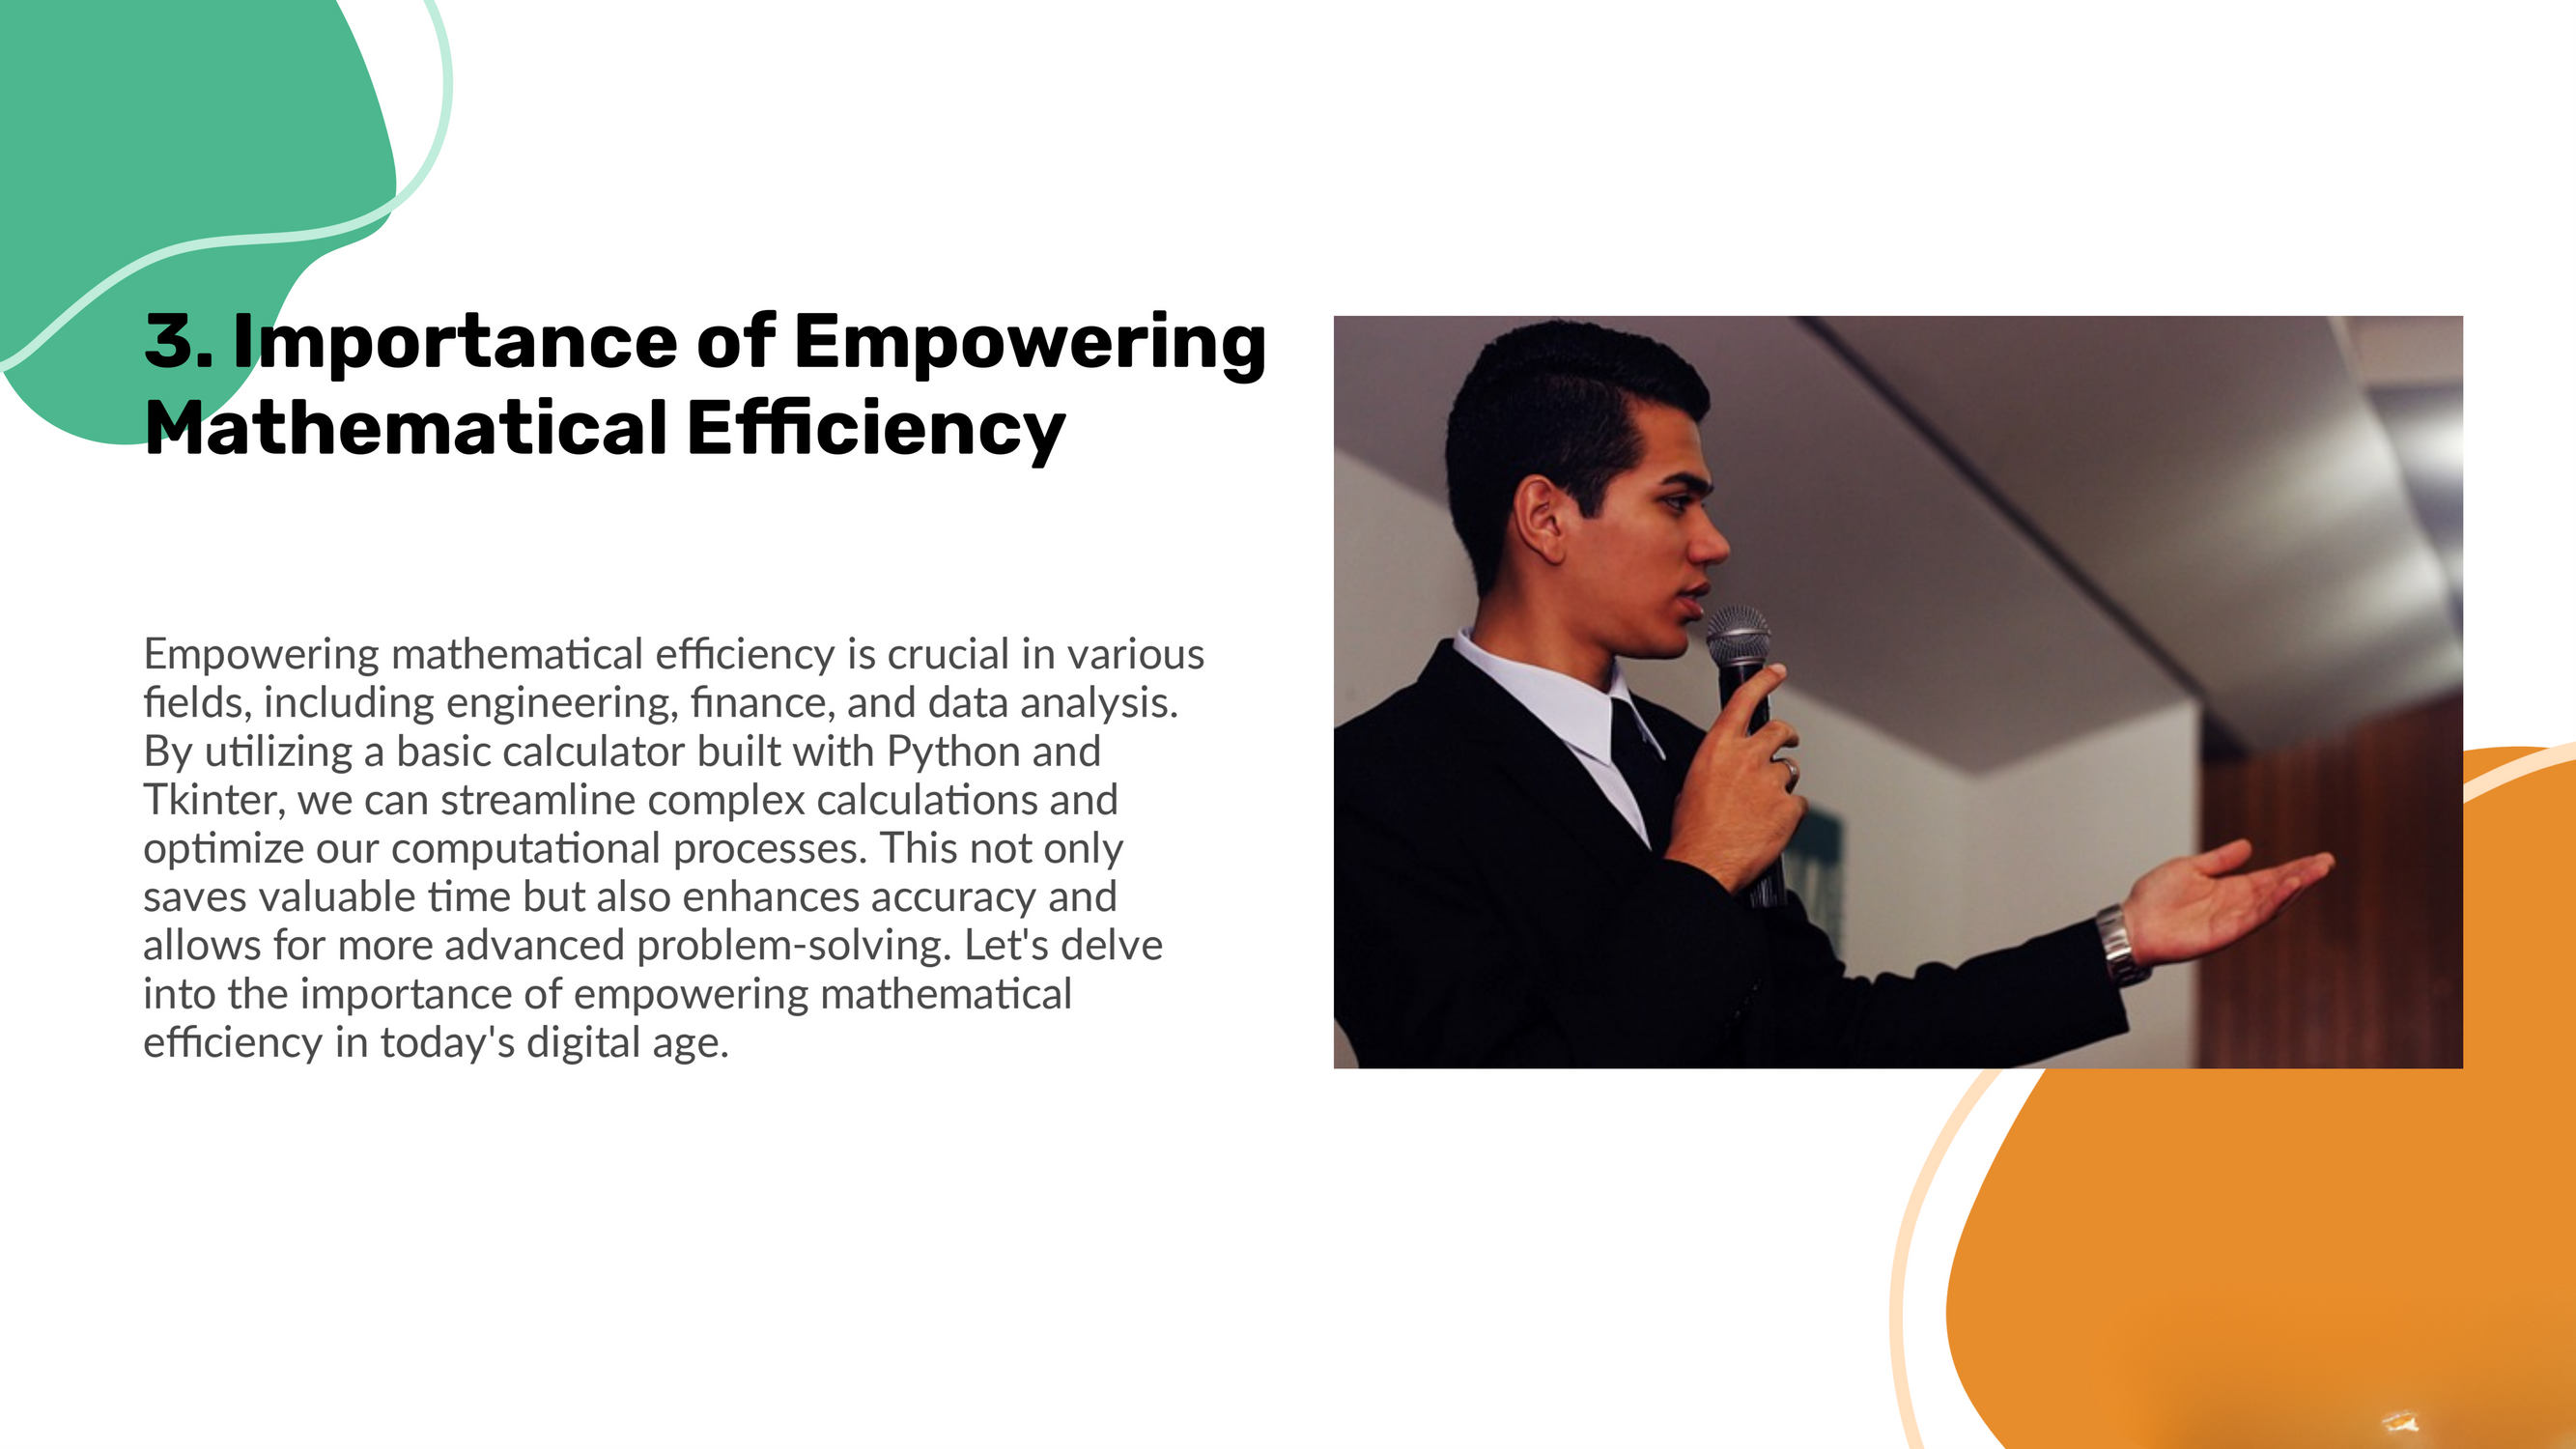 3. Importance of Empowering
Mathematical Efficiency
Empowering mathematical efficiency is crucial in various
fields, including engineering, finance, and data analysis.
By utilizing a basic calculator built with Python and
Tkinter, we can streamline complex calculations and
optimize our computational processes. This not only
saves valuable time but also enhances accuracy and
allows for more advanced problem-solving. Let's delve
into the importance of empowering mathematical
efficiency in today's digital age.